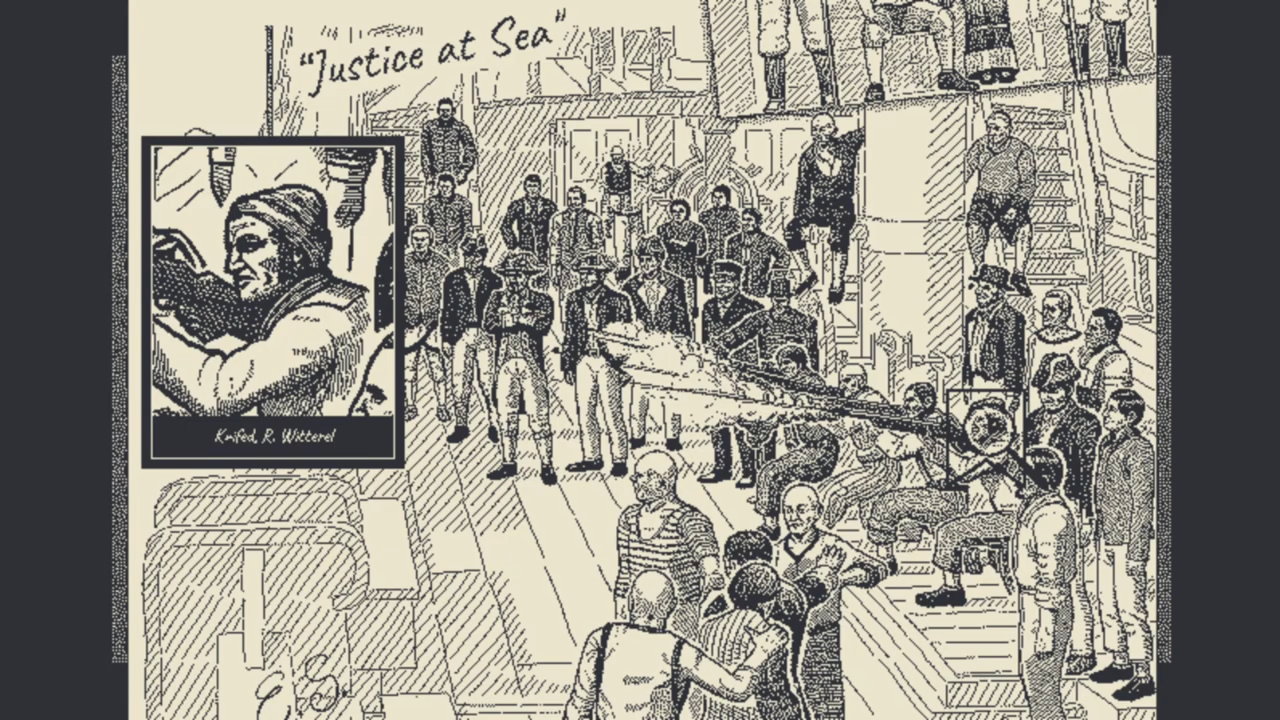 "Justice at Sea"
Knifed, R. Witterel
E.S.